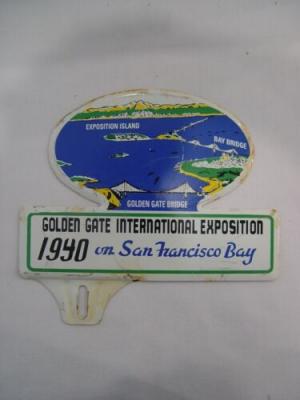 EXPOSITION ISLAND
BAY BRIDGE
GOLDEN GATE BRIDGE
GOLDEN GATE INTERNATIONAL EXPOSITION
1940 on San Francisco Bay